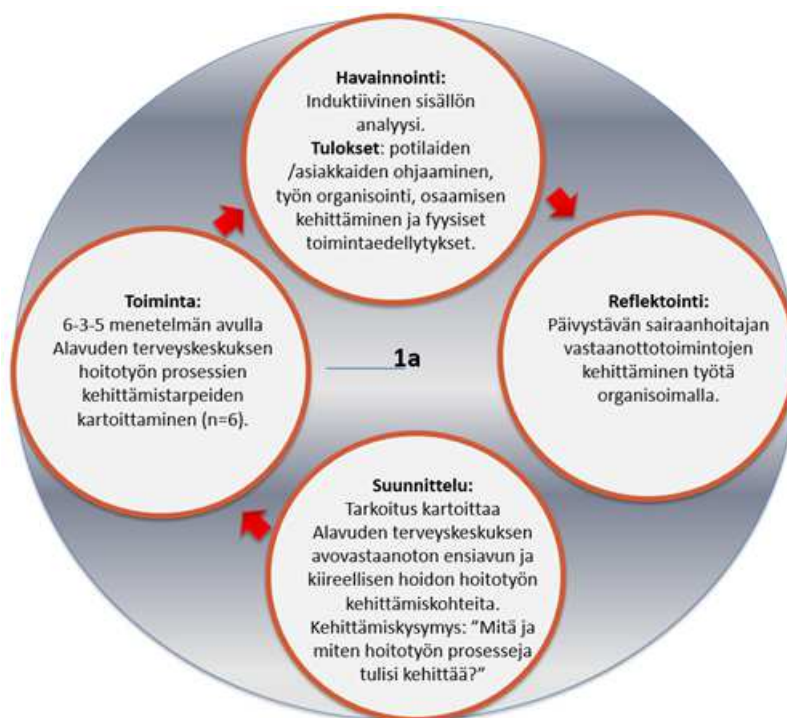 Havainnointi:
Induktiivinen sisällön
analyysi.
Tulokset: potilaiden
/asiakkaiden ohjaaminen,
työn organisointi, osaamisen
kehittäminen ja fyysiset
toimintaedellytykset.
Toiminta:
6-3-5 menetelmän avulla
Alavuden terveyskeskuksen
hoitotyön prosessien
kehittämistarpeiden
kartoittaminen (n=6).
1a
Reflektointi:
Päivystävän sairaanhoitajan
vastaanottotoimintojen
kehittäminen työtä
organisoimalla.
Suunnittelu:
Tarkoitus kartoittaa
Alavuden terveyskeskuksen
avovastaanoton ensiavun ja
kiireellisen hoidon hoitotyön
kehittämiskohteita.
Kehittämiskysymys: ”Mitä ja
miten hoitotyön prosesseja
tulisi kehittää?”